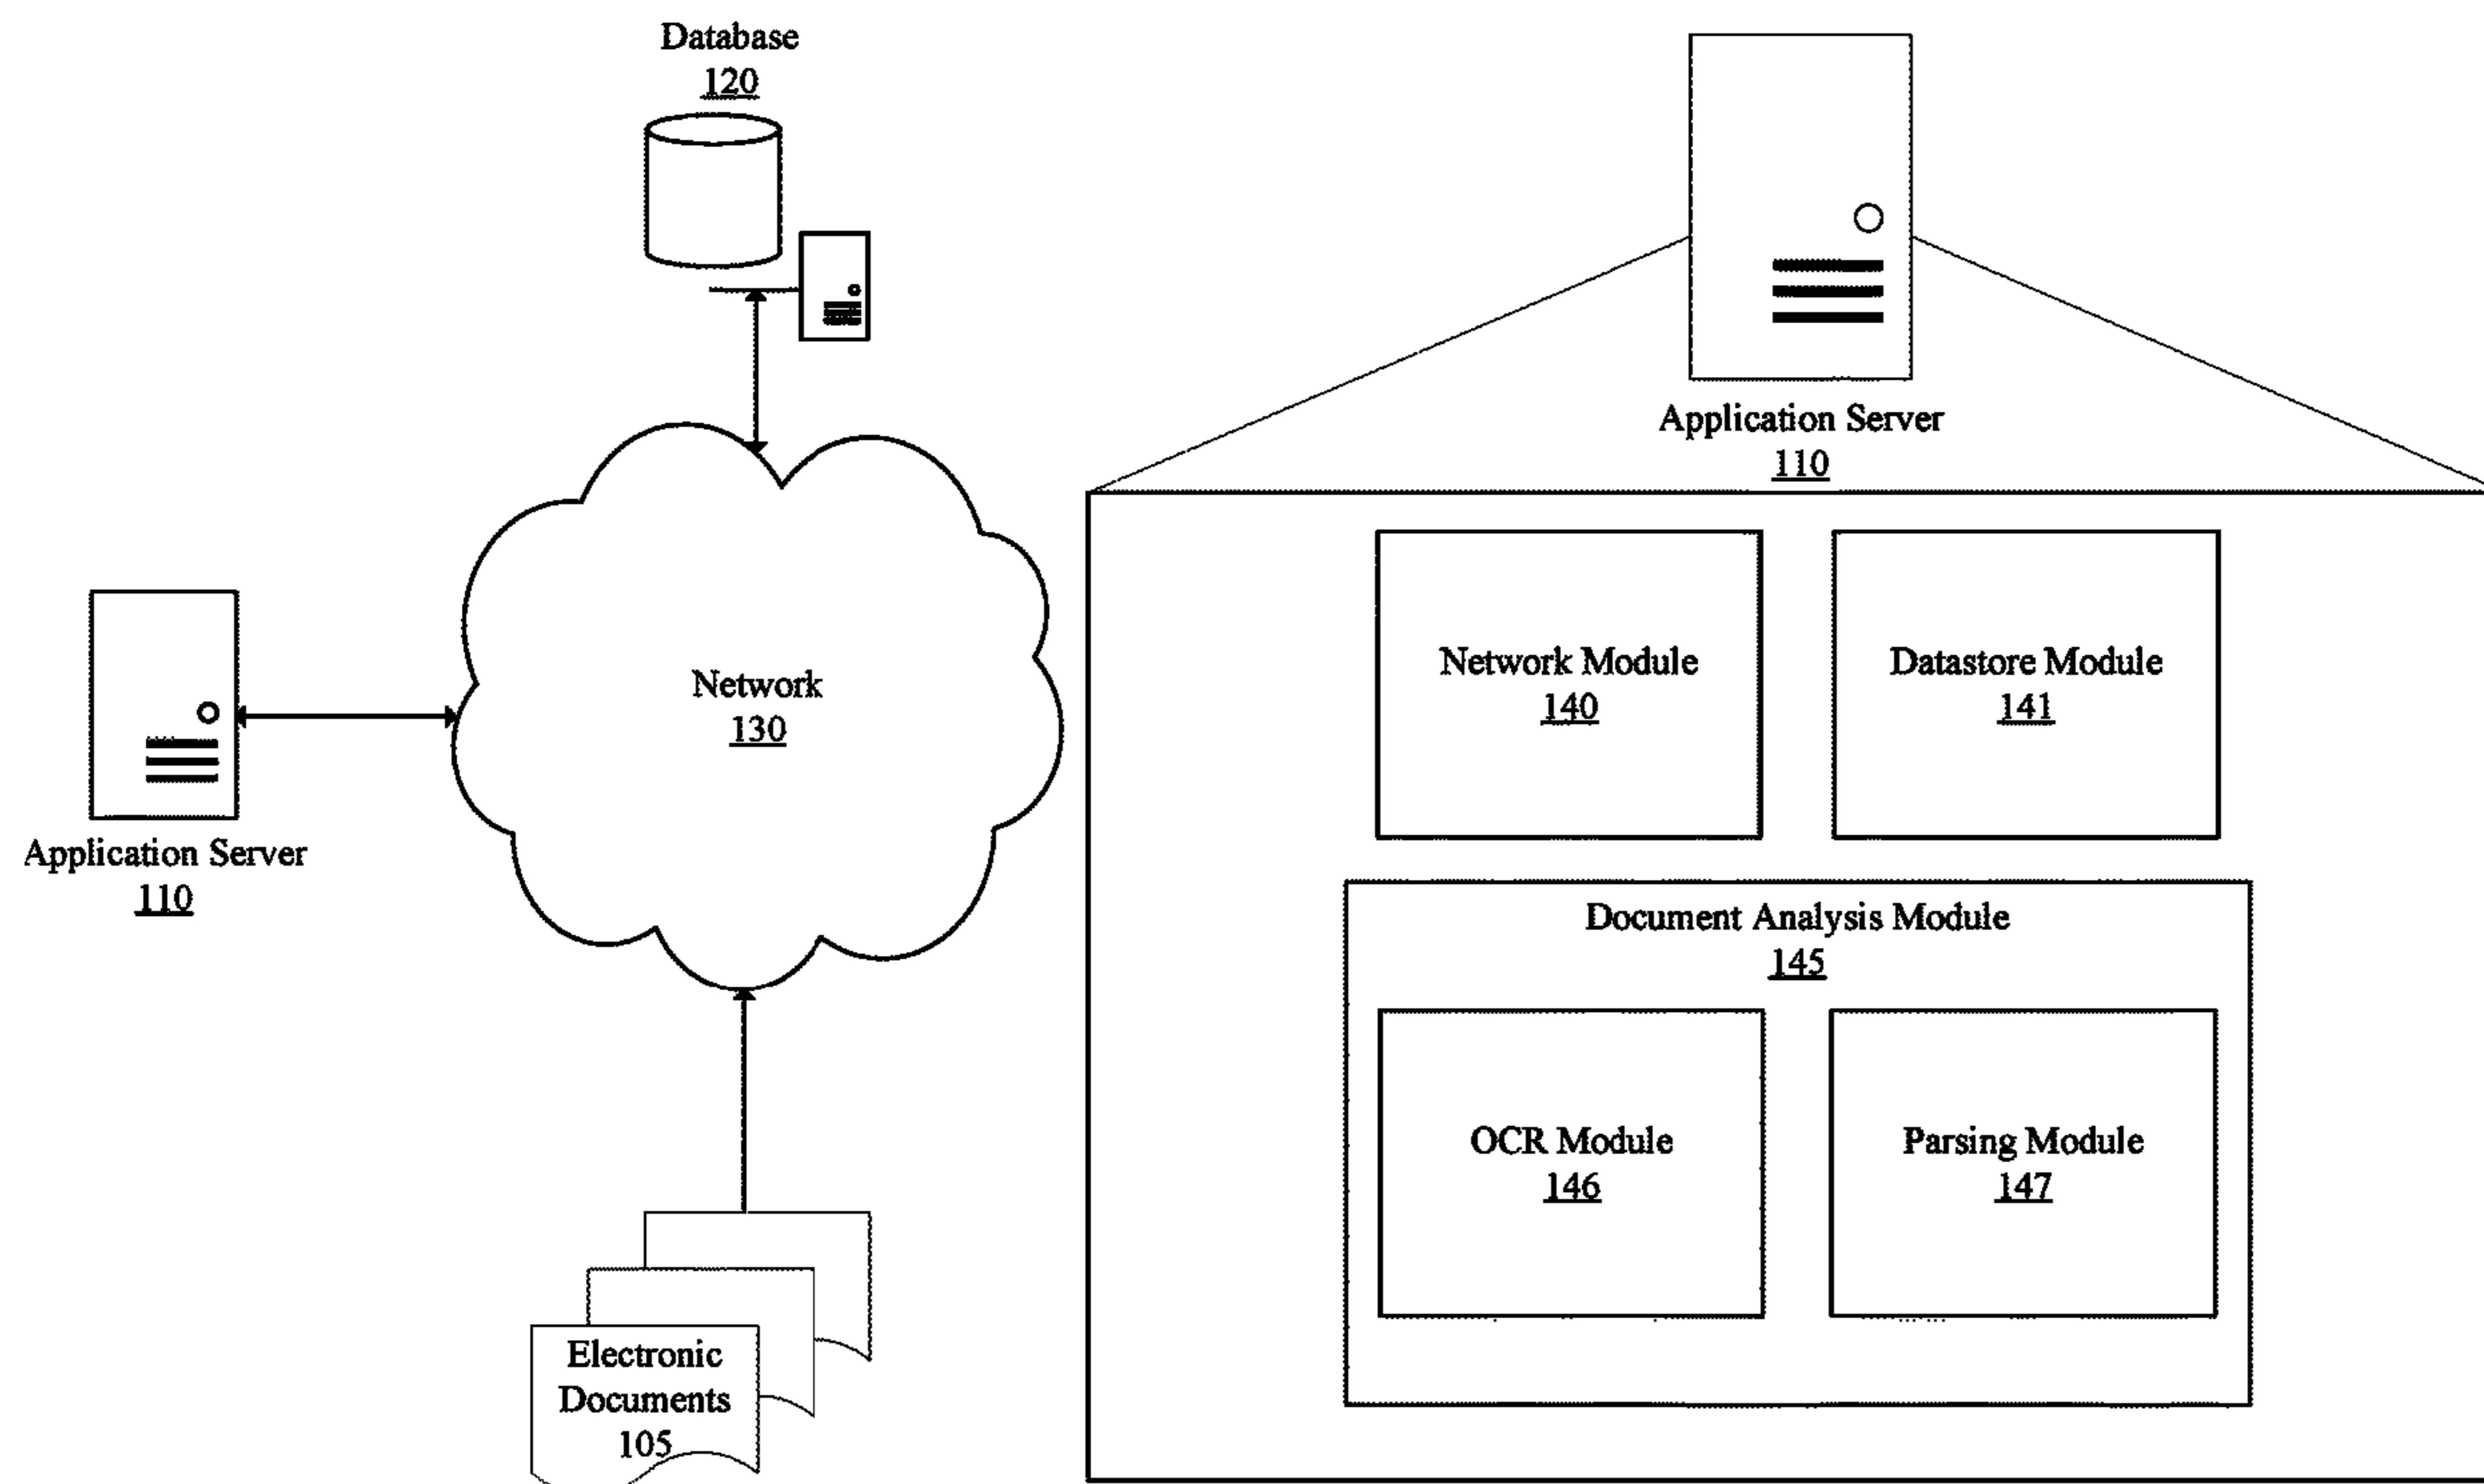 Database
120
Application Server
110
Network Module
140
Datastore Module
141
Network
130
Application Server
110
Document Analysis Module
145
OCR Module
146
Parsing Module
147
Electronic
Documents
105